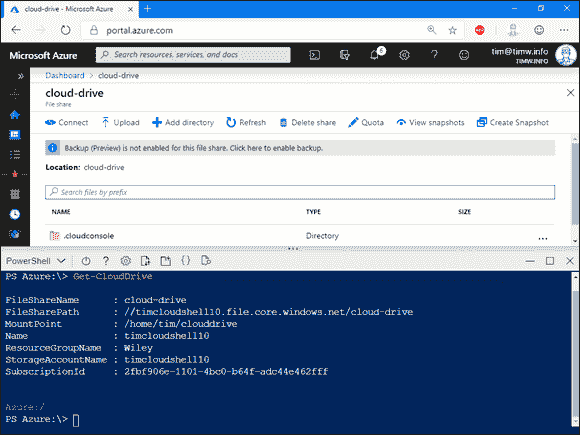 cloud-drive - Microsoft Azure
portal.azure.com
Microsoft Azure Search resources, services, and docs 6 tim@timw.info
TIMW.INFO
Dashboard > cloud-drive
cloud-drive
File share
Connect Upload Add directory Refresh Delete share Quota View snapshots Create Snapshot
Backup (Preview) is not enabled for this file share. Click here to enable backup.
Location: cloud-drive
Search files by prefix
NAME TYPE SIZE
.cloudconsole Directory ...
PowerShell
PS Azure:\> Get-CloudDrive
FileShareName : cloud-drive
FileSharePath : //timcloudshell10.file.core.windows.net/cloud-drive
MountPoint : /home/tim/clouddrive
Name : timcloudshell10
ResourceGroupName : Wiley
StorageAccountName : timcloudshell10
SubscriptionId : 2fbf906e-1101-4bc0-b64f-adc44e462fff
Azure:/
PS Azure:\>